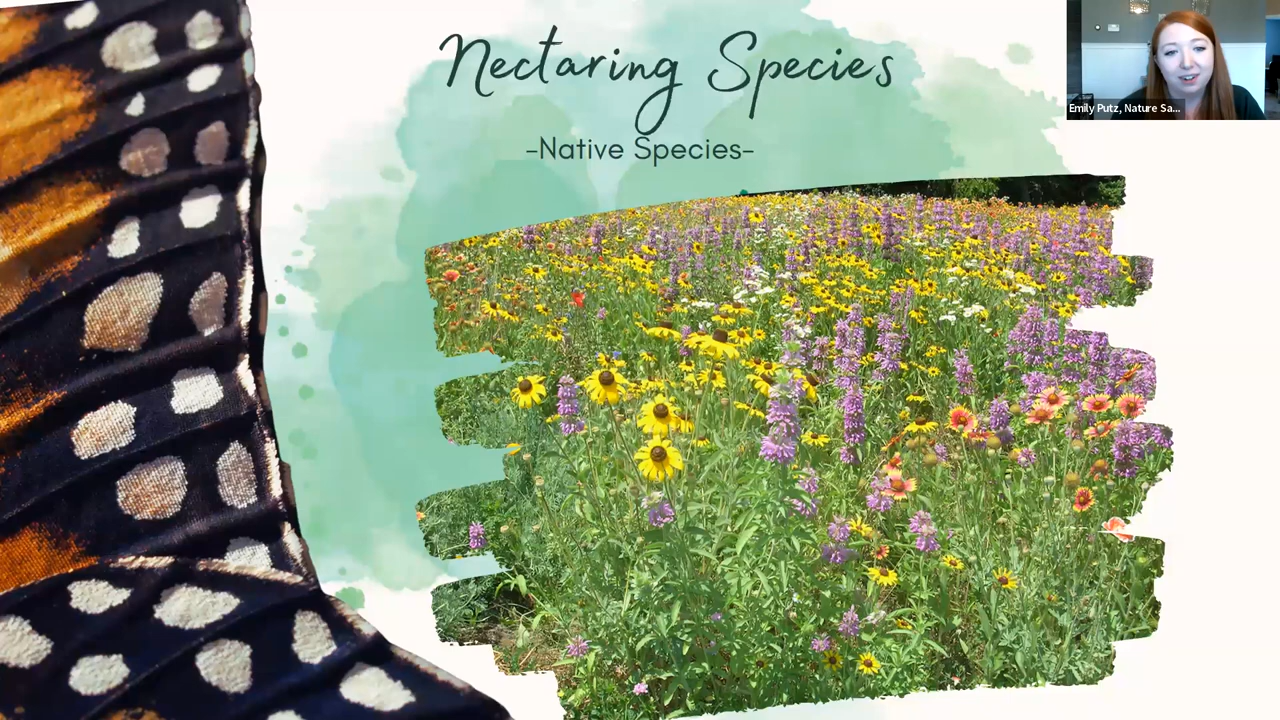 Nectaring Species
-Native Species-
Emily Putz, Nature Sa...